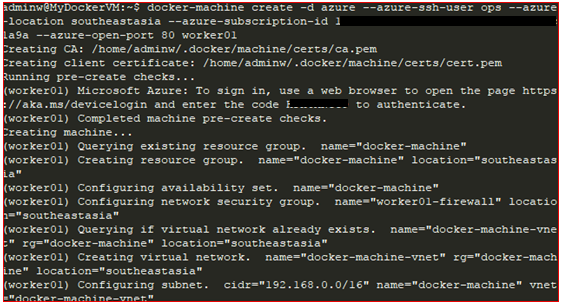 adminw@MyDockerVM:~$ docker-machine create -d azure --azure-ssh-user ops --azure
-location southeastasia --azure-subscription-id 1
1a9a --azure-open-port 80 worker01
Creating CA: /home/adminw/.docker/machine/certs/ca.pem
Creating client certificate: /home/adminw/.docker/machine/certs/cert.pem
Running pre-create checks...
(worker01) Microsoft Azure: To sign in, use a web browser to open the page https
://aka.ms/devicelogin and enter the code to authenticate.
(worker01) Completed machine pre-create checks.
Creating machine...
(worker01) Querying existing resource group.  name="docker-machine"
(worker01) Creating resource group.  name="docker-machine" location="southeastas
ia"
(worker01) Configuring availability set.  name="docker-machine"
(worker01) Configuring network security group.  name="worker01-firewall" locatio
n="southeastasia"
(worker01) Querying if virtual network already exists.  name="docker-machine-vne
t" rg="docker-machine" location="southeastasia"
(worker01) Creating virtual network.  name="docker-machine-vnet" rg="docker-mach
ine" location="southeastasia"
(worker01) Configuring subnet.  cidr="192.168.0.0/16" name="docker-machine" vnet
="docker-machine-vnet"